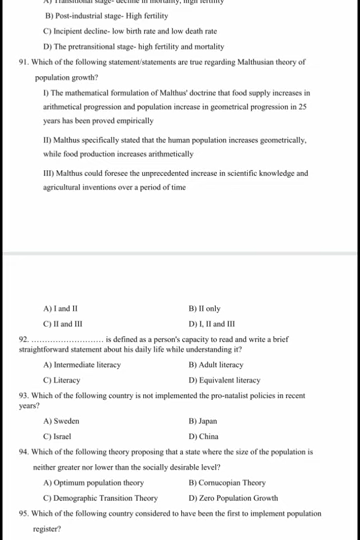 A) Transitional stage- decline in mortality, high fertility
B) Post-industrial stage- High fertility
C) Incipient decline- low birth rate and low death rate
D) The pretransitional stage- high fertility and mortality
91. Which of the following statement/statements are true regarding Malthusian theory of
population growth?
I) The mathematical formulation of Malthus' doctrine that food supply increases in
arithmetical progression and population increase in geometrical progression in 25
years has been proved empirically
II) Malthus specifically stated that the human population increases geometrically,
while food production increases arithmetically
III) Malthus could foresee the unprecedented increase in scientific knowledge and
agricultural inventions over a period of time
A) I and II B) II only
C) II and III D) I, II and III
92. ............................ is defined as a person's capacity to read and write a brief
straightforward statement about his daily life while understanding it?
A) Intermediate literacy B) Adult literacy
C) Literacy D) Equivalent literacy
93. Which of the following country is not implemented the pro-natalist policies in recent
years?
A) Sweden B) Japan
C) Israel D) China
94. Which of the following theory proposing that a state where the size of the population is
neither greater nor lower than the socially desirable level?
A) Optimum population theory B) Cornucopian Theory
C) Demographic Transition Theory D) Zero Population Growth
95. Which of the following country considered to have been the first to implement population
register?